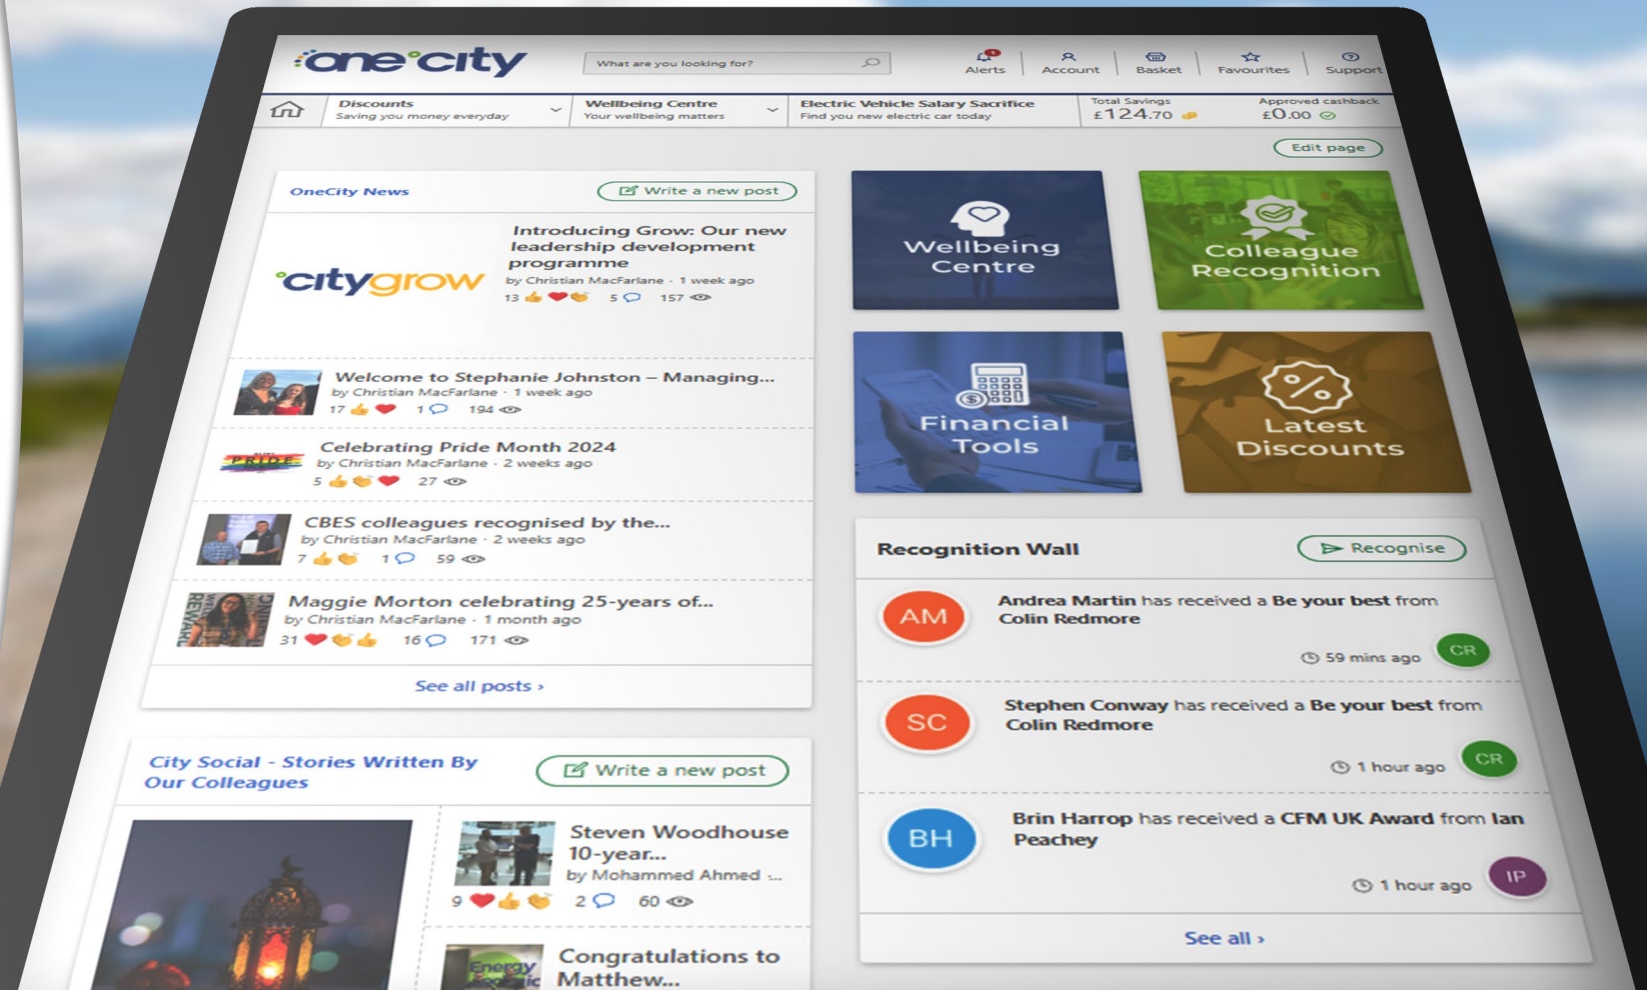 one city
What are you looking for?
1
Alerts
Account
Basket
Favourites
Support
Discounts
Saving you money everyday
Wellbeing Centre
Your wellbeing matters
Electric Vehicle Salary Sacrifice
Find you new electric car today
Total Savings
£124.70
Approved cashback
£0.00
Edit page
OneCity News
Write a new post
citygrow
Introducing Grow: Our new
leadership development
programme
by Christian MacFarlane · 1 week ago
13 5 157
Welcome to Stephanie Johnston – Managing...
by Christian MacFarlane · 1 week ago
17 1 194
PRIDE
Celebrating Pride Month 2024
by Christian MacFarlane · 2 weeks ago
5 27
CBES colleagues recognised by the...
by Christian MacFarlane · 2 weeks ago
7 1 59
Maggie Morton celebrating 25-years of...
by Christian MacFarlane · 1 month ago
31 16 171
See all posts ›
City Social - Stories Written By
Our Colleagues
Write a new post
Steven Woodhouse
10-year...
by Mohammed Ahmed ·...
9 2 60
Energy
Congratulations to
Matthew...
Wellbeing
Centre
Colleague
Recognition
Financial
Tools
Latest
Discounts
Recognition Wall
Recognise
AM
Andrea Martin has received a Be your best from
Colin Redmore
59 mins ago
CR
SC
Stephen Conway has received a Be your best from
Colin Redmore
1 hour ago
CR
BH
Brin Harrop has received a CFM UK Award from Ian
Peachey
1 hour ago
IP
See all ›